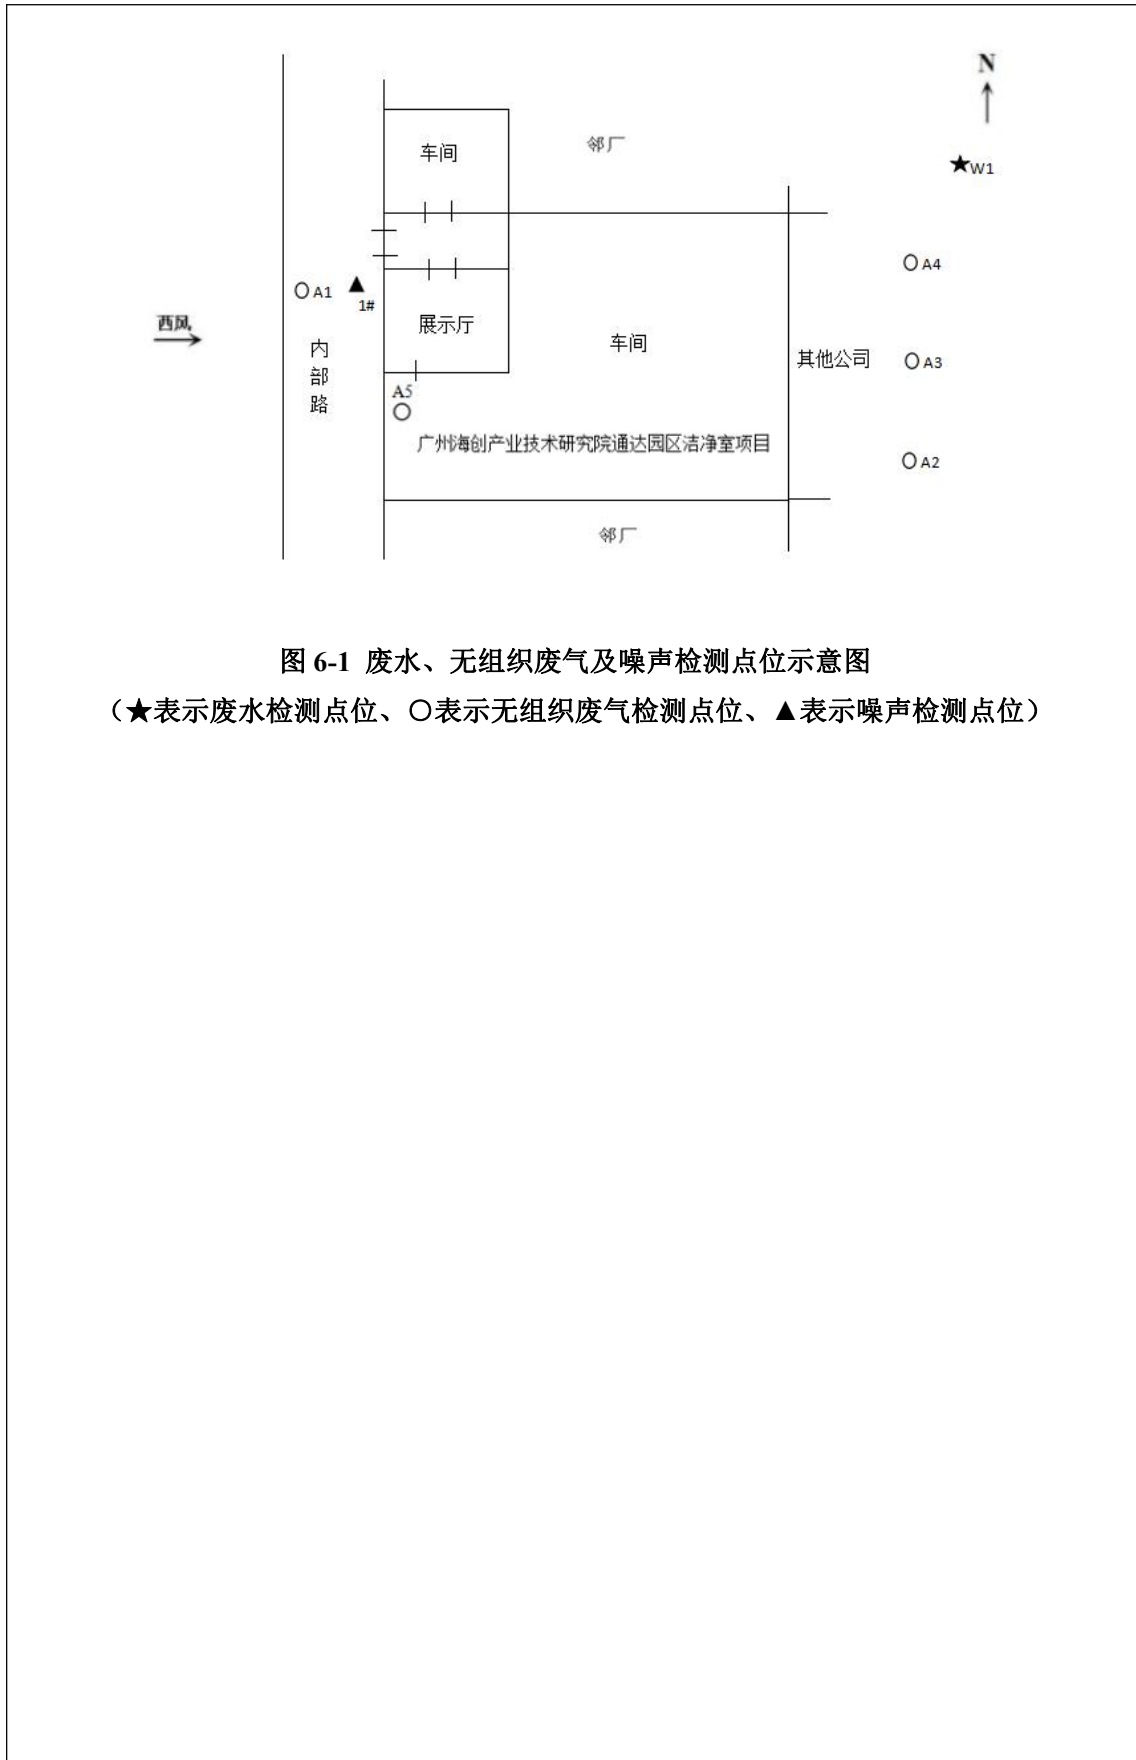 N
车间
邻厂
★W1
○A4
○A1
▲1#
西风
展示厅
车间
内部路
其他公司
○A3
A5
○
广州海创产业技术研究院通达园区洁净室项目
○A2
邻厂
图 6-1 废水、无组织废气及噪声检测点位示意图
（★表示废水检测点位、○表示无组织废气检测点位、▲表示噪声检测点位）